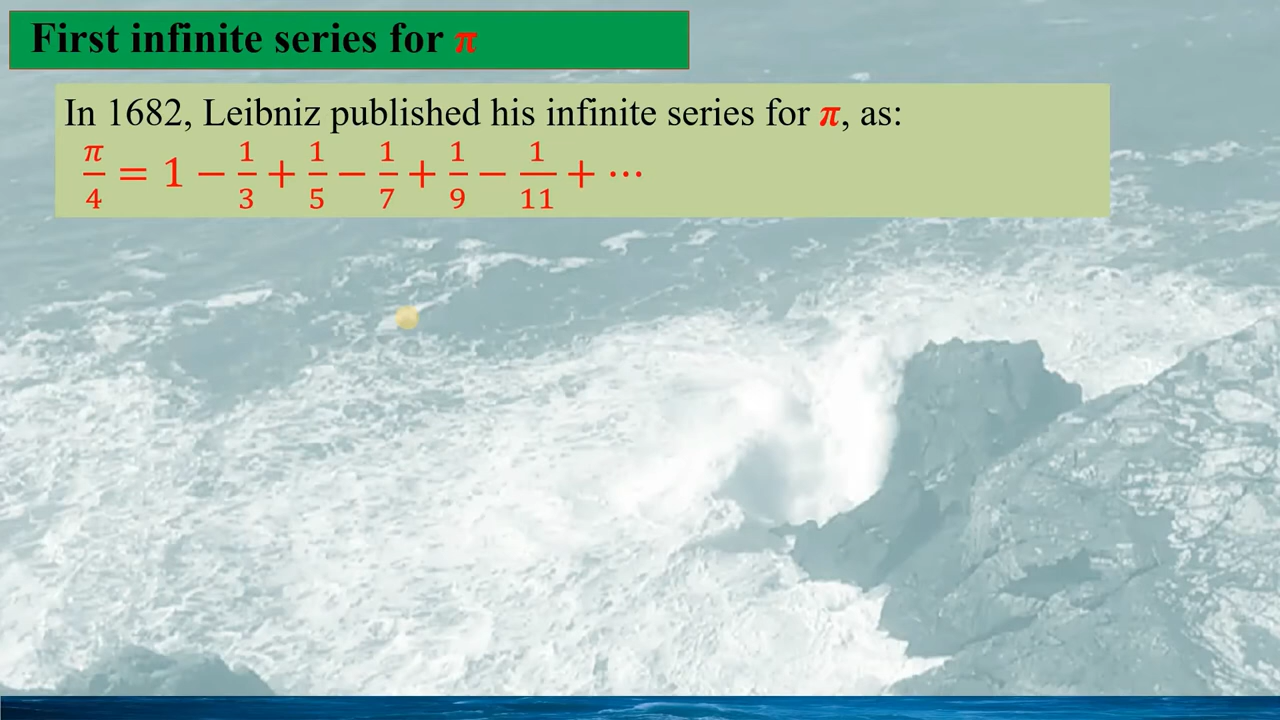 First infinite series for π
In 1682, Leibniz published his infinite series for π, as:
π/4 = 1 − 1/3 + 1/5 − 1/7 + 1/9 − 1/11 + ⋯